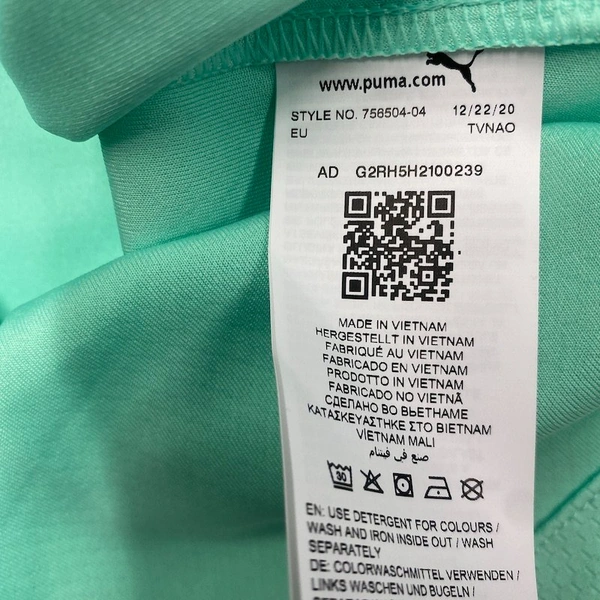 www.puma.com
STYLE NO. 756504-04 12/22/20
EU TVNAO
AD G2RH5H2100239
MADE IN VIETNAM
HERGESTELLT IN VIETNAM
FABRIQUÉ AU VIETNAM
FABRICADO EN VIETNAM
PRODOTTO IN VIETNAM
FABRICADO NO VIETNÃ
СДЕЛАНО ВО ВЬЕТНАМЕ
ΚΑΤΑΣΚΕΥΑΣΤΗΚΕ ΣΤΟ ΒΙΕΤΝΑΜ
VİETNAM MALI
صنع في فيتنام
30
EN: USE DETERGENT FOR COLOURS /
WASH AND IRON INSIDE OUT / WASH
SEPARATELY
DE: COLORWASCHMITTEL VERWENDEN /
LINKS WASCHEN UND BÜGELN /